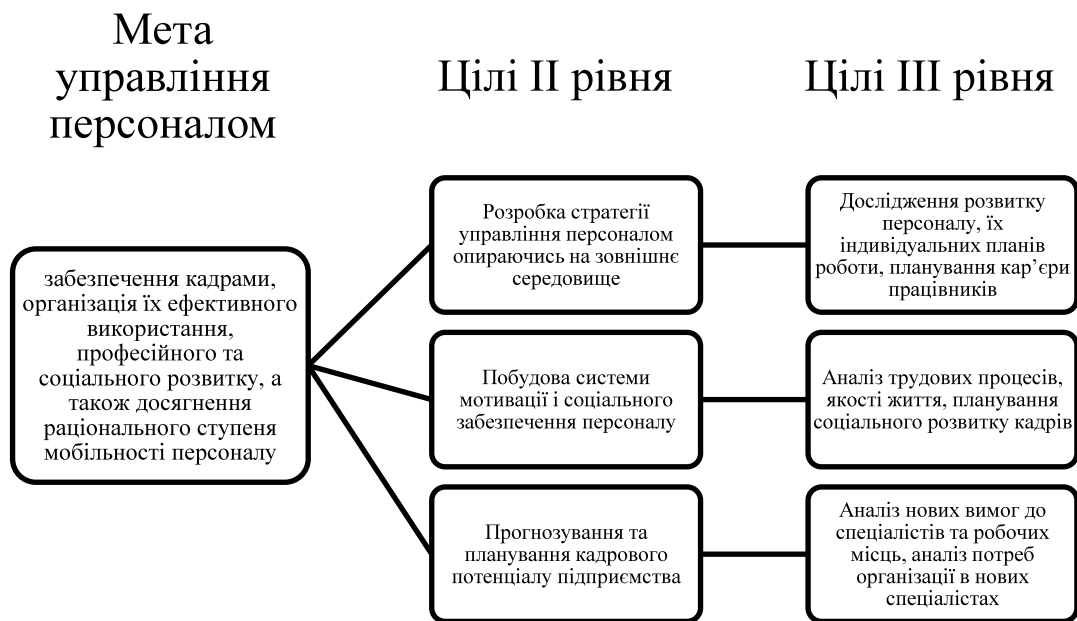 Мета
управління
персоналом
Цілі ІІ рівня
Цілі ІІІ рівня
забезпечення кадрами,
організація їх ефективного
використання,
професійного та
соціального розвитку, а
також досягнення
раціонального ступеня
мобільності персоналу
Розробка стратегії
управління персоналом
опираючись на зовнішнє
середовище
Дослідження розвитку
персоналу, їх
індивідуальних планів
роботи, планування кар’єри
працівників
Побудова системи
мотивації і соціального
забезпечення персоналу
Аналіз трудових процесів,
якості життя, планування
соціального розвитку кадрів
Прогнозування та
планування кадрового
потенціалу підприємства
Аналіз нових вимог до
спеціалістів та робочих
місць, аналіз потреб
організації в нових
спеціалістах